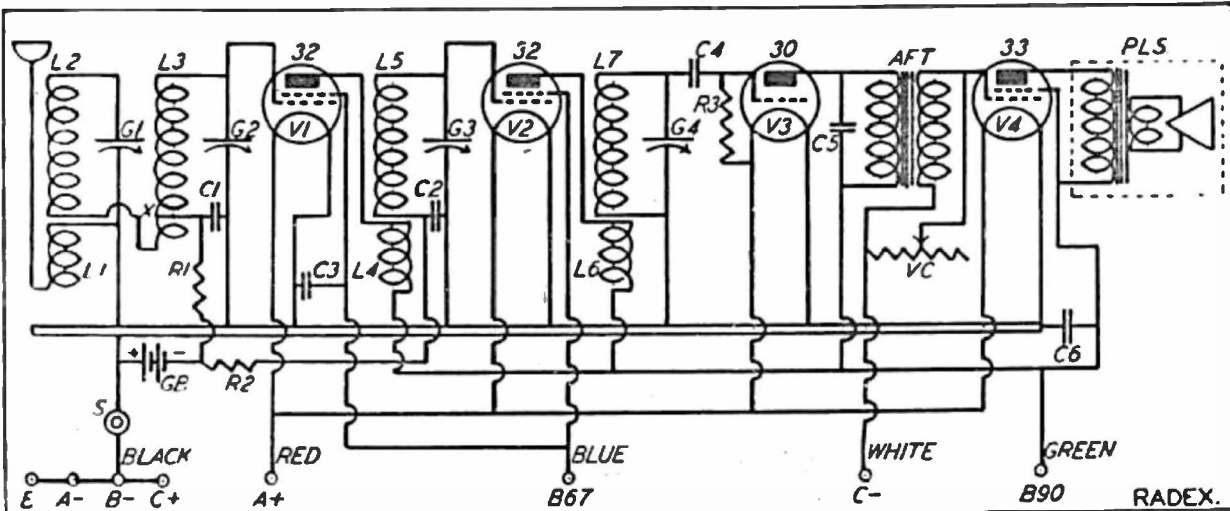 32 32 30 33
L2 L3 L5 L7 C4 AFT PLS
G1 G2 G3 G4 R3 C5
V1 V2 V3 V4
C1 X C2
L1 R1 C3 L4 L6 VC
+ - GB R2 C6
S
BLACK RED BLUE WHITE GREEN
E A- B- C+ A+ B67 C- B90 RADEX.